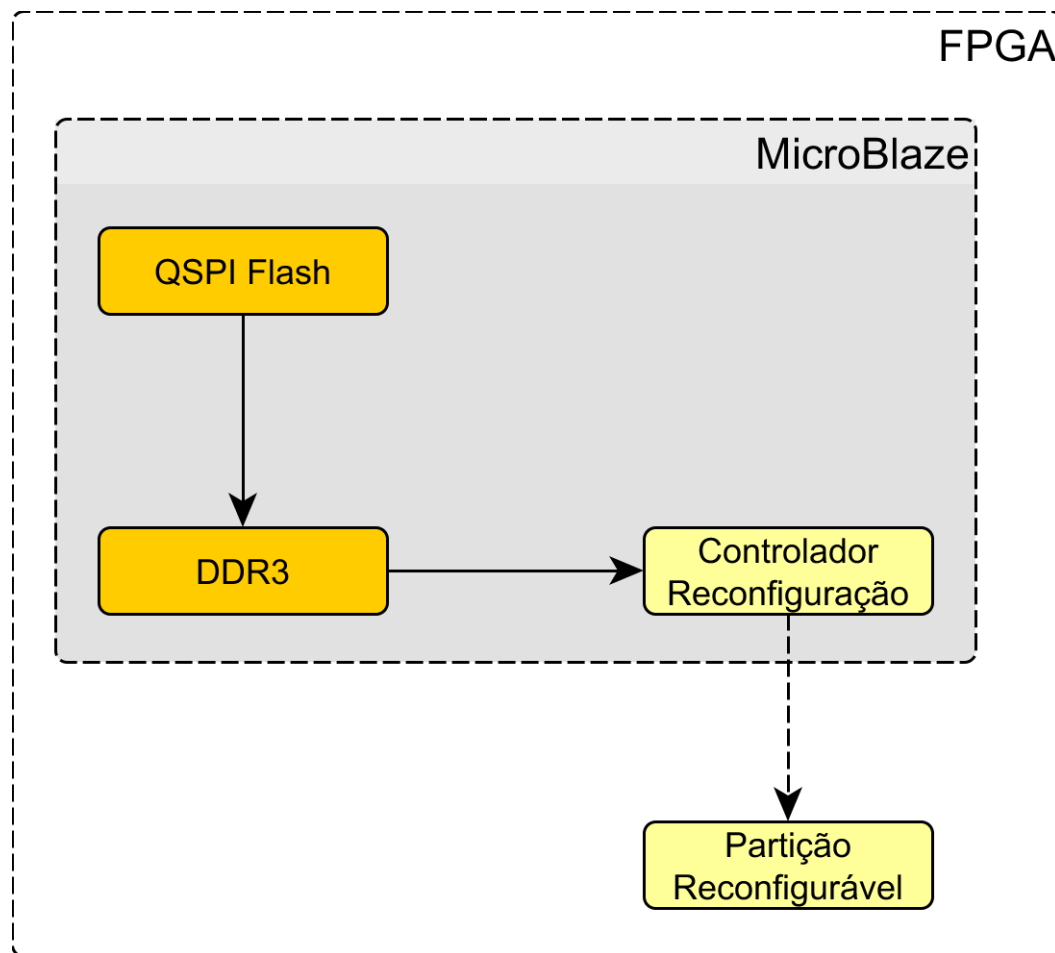 FPGA
MicroBlaze
QSPI Flash
DDR3
Controlador
Reconfiguração
Partição
Reconfigurável